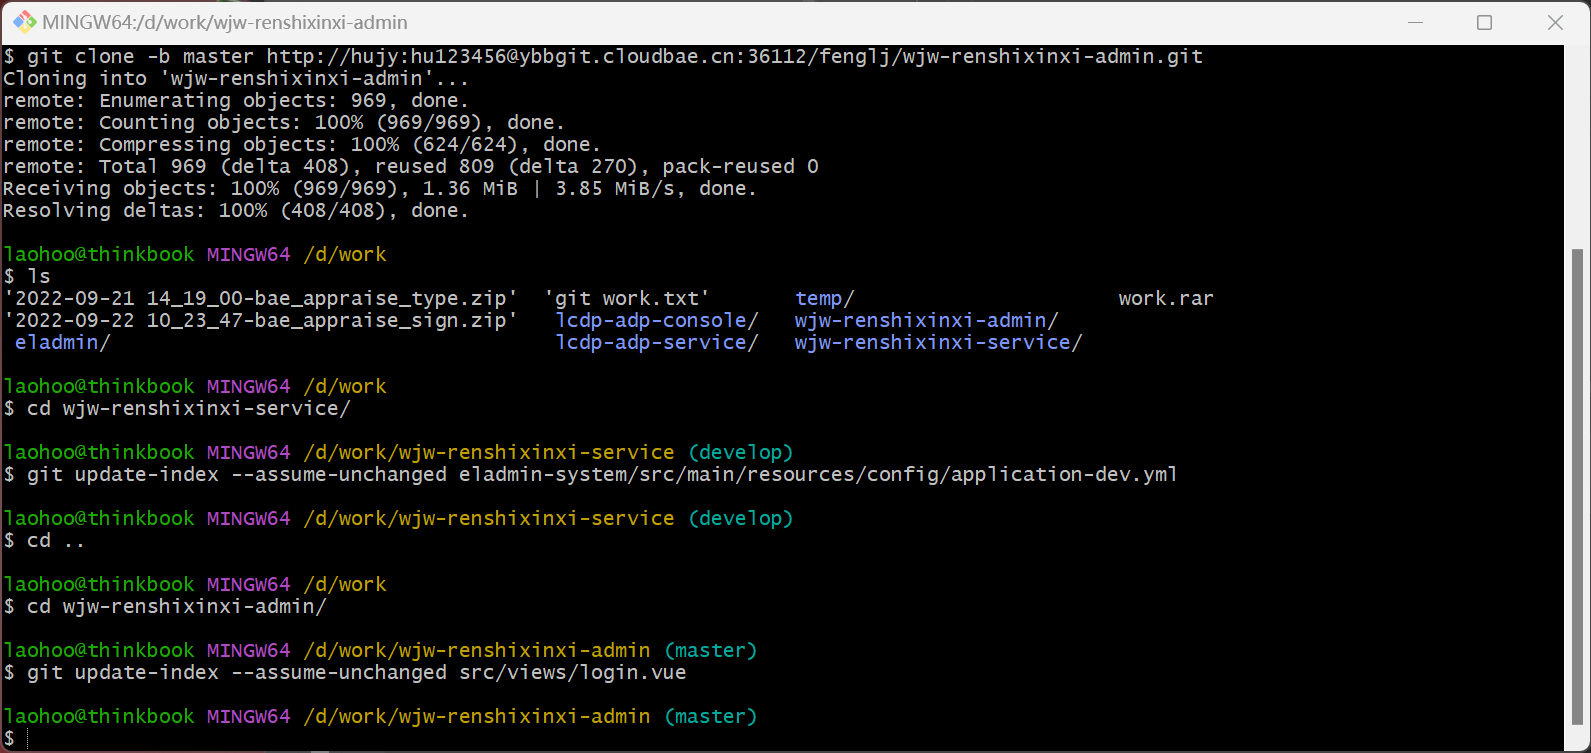 MINGW64:/d/work/wjw-renshixinxi-admin
$ git clone -b master http://hujy:hu123456@ybbgit.cloudbae.cn:36112/fenglj/wjw-renshixinxi-admin.git
Cloning into 'wjw-renshixinxi-admin'...
remote: Enumerating objects: 969, done.
remote: Counting objects: 100% (969/969), done.
remote: Compressing objects: 100% (624/624), done.
remote: Total 969 (delta 408), reused 809 (delta 270), pack-reused 0
Receiving objects: 100% (969/969), 1.36 MiB | 3.85 MiB/s, done.
Resolving deltas: 100% (408/408), done.
laohoo@thinkbook MINGW64 /d/work
$ ls
'2022-09-21 14_19_00-bae_appraise_type.zip' 'git work.txt' temp/ work.rar
'2022-09-22 10_23_47-bae_appraise_sign.zip' lcdp-adp-console/ wjw-renshixinxi-admin/
eladmin/ lcdp-adp-service/ wjw-renshixinxi-service/
laohoo@thinkbook MINGW64 /d/work
$ cd wjw-renshixinxi-service/
laohoo@thinkbook MINGW64 /d/work/wjw-renshixinxi-service (develop)
$ git update-index --assume-unchanged eladmin-system/src/main/resources/config/application-dev.yml
laohoo@thinkbook MINGW64 /d/work/wjw-renshixinxi-service (develop)
$ cd ..
laohoo@thinkbook MINGW64 /d/work
$ cd wjw-renshixinxi-admin/
laohoo@thinkbook MINGW64 /d/work/wjw-renshixinxi-admin (master)
$ git update-index --assume-unchanged src/views/login.vue
laohoo@thinkbook MINGW64 /d/work/wjw-renshixinxi-admin (master)
$